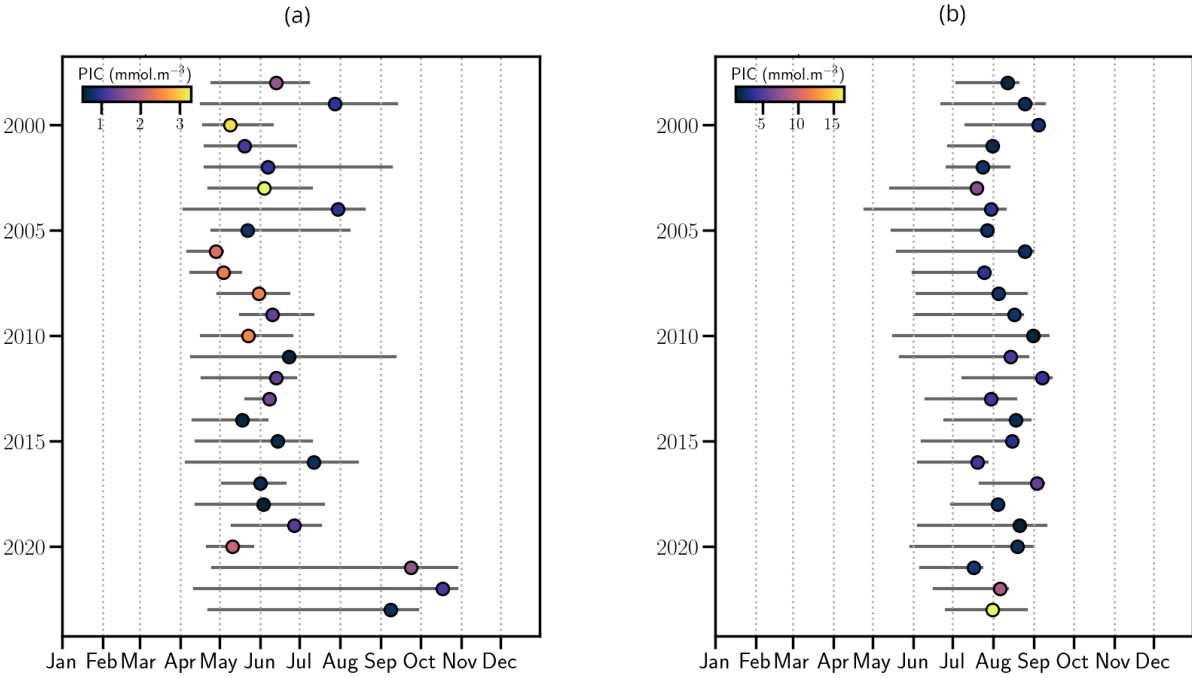 (a)
(b)
PIC (mmol.m⁻³)
1 2 3
2000
2005
2010
2015
2020
Jan Feb Mar Apr May Jun Jul Aug Sep Oct Nov Dec
PIC (mmol.m⁻³)
5 10 15
2000
2005
2010
2015
2020
Jan Feb Mar Apr May Jun Jul Aug Sep Oct Nov Dec